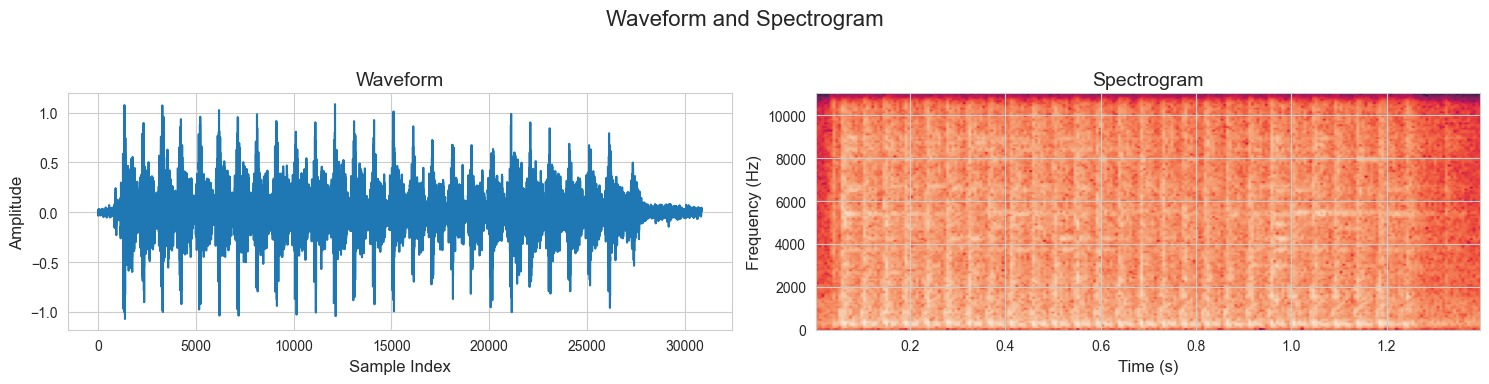 Waveform and Spectrogram
Waveform
Spectrogram
1.0
0.5
0.0
−0.5
−1.0
Amplitude
0 5000 10000 15000 20000 25000 30000
Sample Index
10000
8000
6000
4000
2000
0
Frequency (Hz)
0.2 0.4 0.6 0.8 1.0 1.2
Time (s)